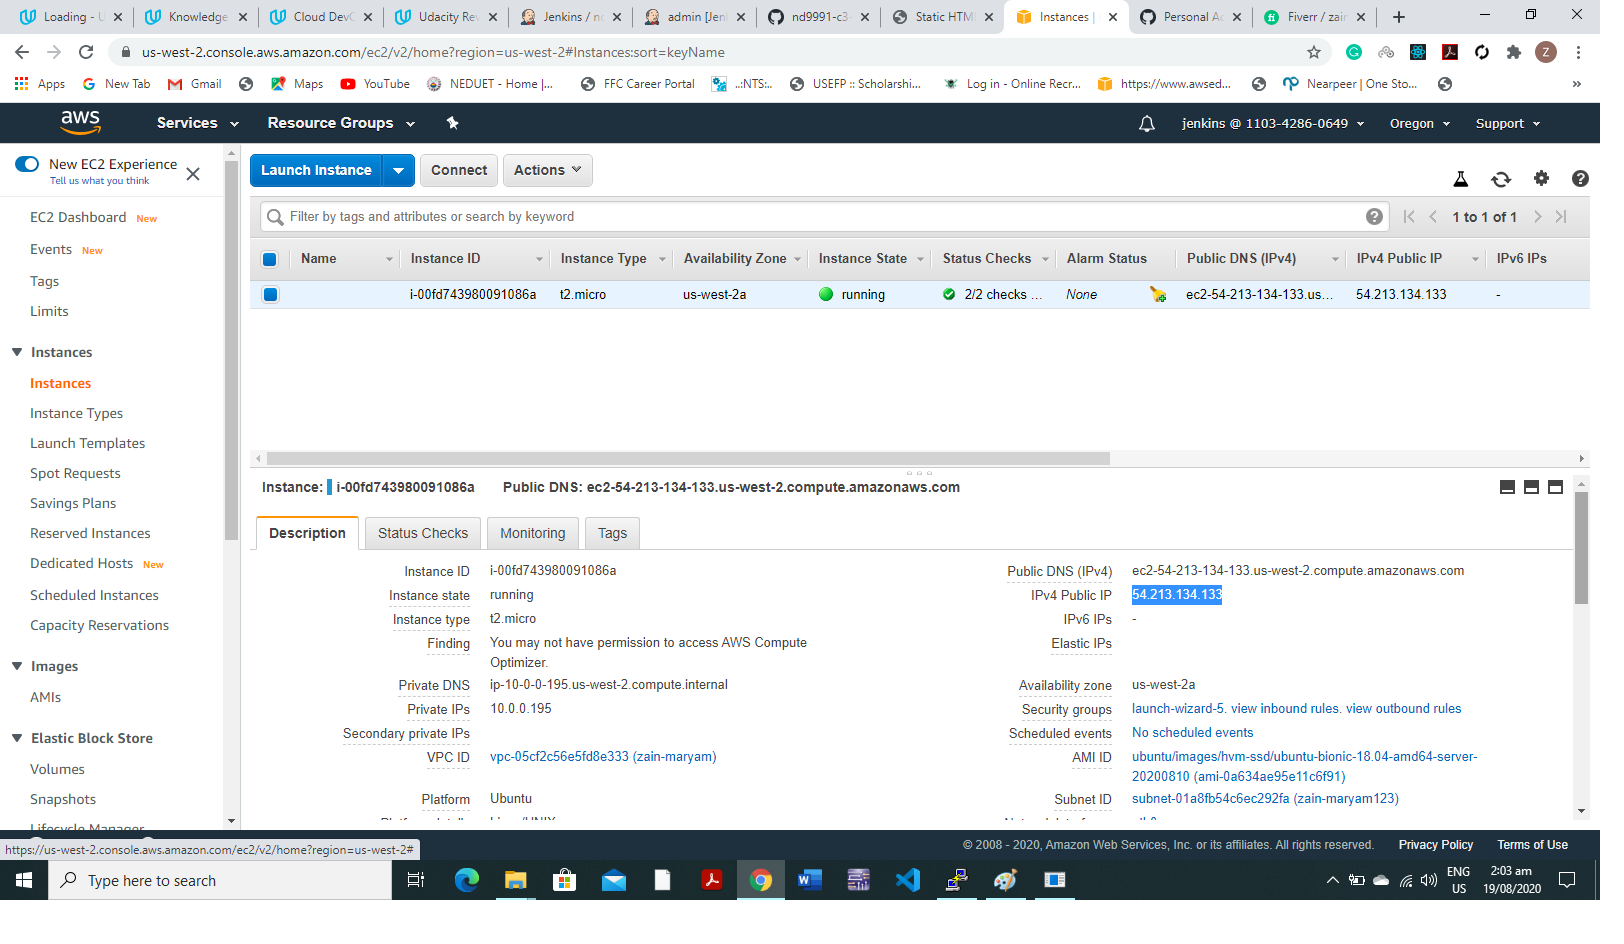 Loading - U
Knowledge
Cloud DevO
Udacity Rev
Jenkins / nd
admin [Jen
nd9991-c3-
Static HTM
Instances |
Personal Ac
Fiverr / zain
us-west-2.console.aws.amazon.com/ec2/v2/home?region=us-west-2#Instances:sort=keyName
Z
Apps
New Tab
Gmail
Maps
YouTube
NEDUET - Home |...
FFC Career Portal
..:NTS:..
USEFP :: Scholarshi...
Log in - Online Recr...
https://www.awsed...
Nearpeer | One Sto...
»
aws
Services
Resource Groups
jenkins @ 1103-4286-0649
Oregon
Support
New EC2 Experience
Tell us what you think
EC2 Dashboard New
Events New
Tags
Limits
Instances
Instances
Instance Types
Launch Templates
Spot Requests
Savings Plans
Reserved Instances
Dedicated Hosts New
Scheduled Instances
Capacity Reservations
Images
AMIs
Elastic Block Store
Volumes
Snapshots
Lifecycle Manager
Launch Instance
Connect
Actions
Filter by tags and attributes or search by keyword
1 to 1 of 1
Name Instance ID Instance Type Availability Zone Instance State Status Checks Alarm Status Public DNS (IPv4) IPv4 Public IP IPv6 IPs
i-00fd743980091086a t2.micro us-west-2a running 2/2 checks ... None ec2-54-213-134-133.us... 54.213.134.133 -
Instance: i-00fd743980091086a Public DNS: ec2-54-213-134-133.us-west-2.compute.amazonaws.com
Description
Status Checks
Monitoring
Tags
Instance ID i-00fd743980091086a
Instance state running
Instance type t2.micro
Finding You may not have permission to access AWS Compute
Optimizer.
Private DNS ip-10-0-0-195.us-west-2.compute.internal
Private IPs 10.0.0.195
Secondary private IPs
VPC ID vpc-05cf2c56e5fd8e333 (zain-maryam)
Platform Ubuntu
Public DNS (IPv4) ec2-54-213-134-133.us-west-2.compute.amazonaws.com
IPv4 Public IP 54.213.134.133
IPv6 IPs -
Elastic IPs
Availability zone us-west-2a
Security groups launch-wizard-5. view inbound rules. view outbound rules
Scheduled events No scheduled events
AMI ID ubuntu/images/hvm-ssd/ubuntu-bionic-18.04-amd64-server-
20200810 (ami-0a634ae95e11c6f91)
Subnet ID subnet-01a8fb54c6ec292fa (zain-maryam123)
https://us-west-2.console.aws.amazon.com/ec2/v2/home?region=us-west-2#
© 2008 - 2020, Amazon Web Services, Inc. or its affiliates. All rights reserved.
Privacy Policy
Terms of Use
Type here to search
ENG
US
2:03 am
19/08/2020